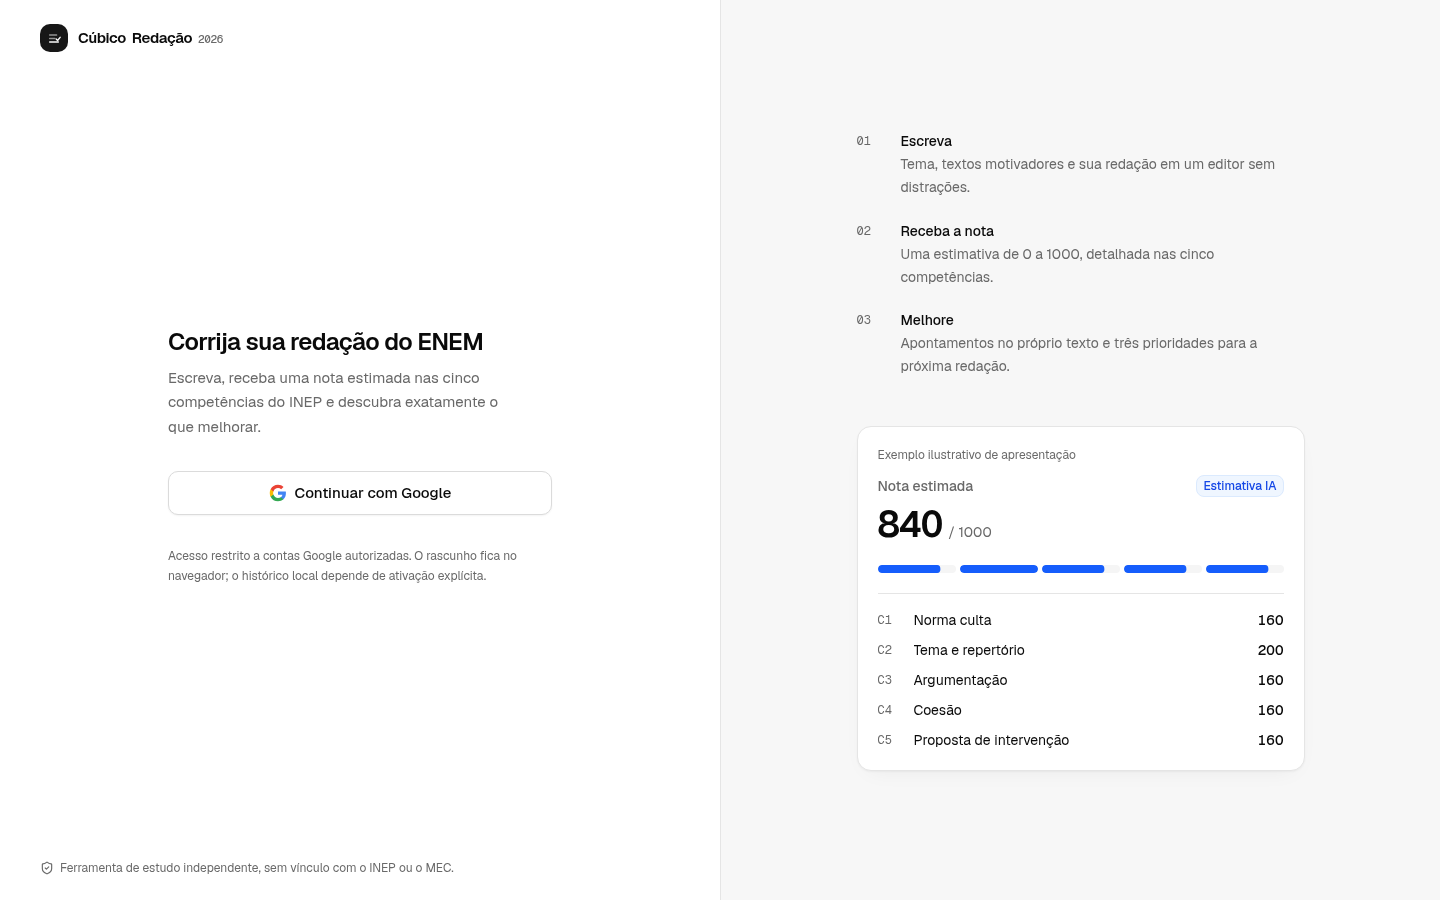 Cúbico Redação 2026
Corrija sua redação do ENEM
Escreva, receba uma nota estimada nas cinco
competências do INEP e descubra exatamente o
que melhorar.
Continuar com Google
Acesso restrito a contas Google autorizadas. O rascunho fica no
navegador; o histórico local depende de ativação explícita.
Ferramenta de estudo independente, sem vínculo com o INEP ou o MEC.
01 Escreva
Tema, textos motivadores e sua redação em um editor sem
distrações.
02 Receba a nota
Uma estimativa de 0 a 1000, detalhada nas cinco
competências.
03 Melhore
Apontamentos no próprio texto e três prioridades para a
próxima redação.
Exemplo ilustrativo de apresentação
Nota estimada Estimativa IA
840 / 1000
C1 Norma culta 160
C2 Tema e repertório 200
C3 Argumentação 160
C4 Coesão 160
C5 Proposta de intervenção 160